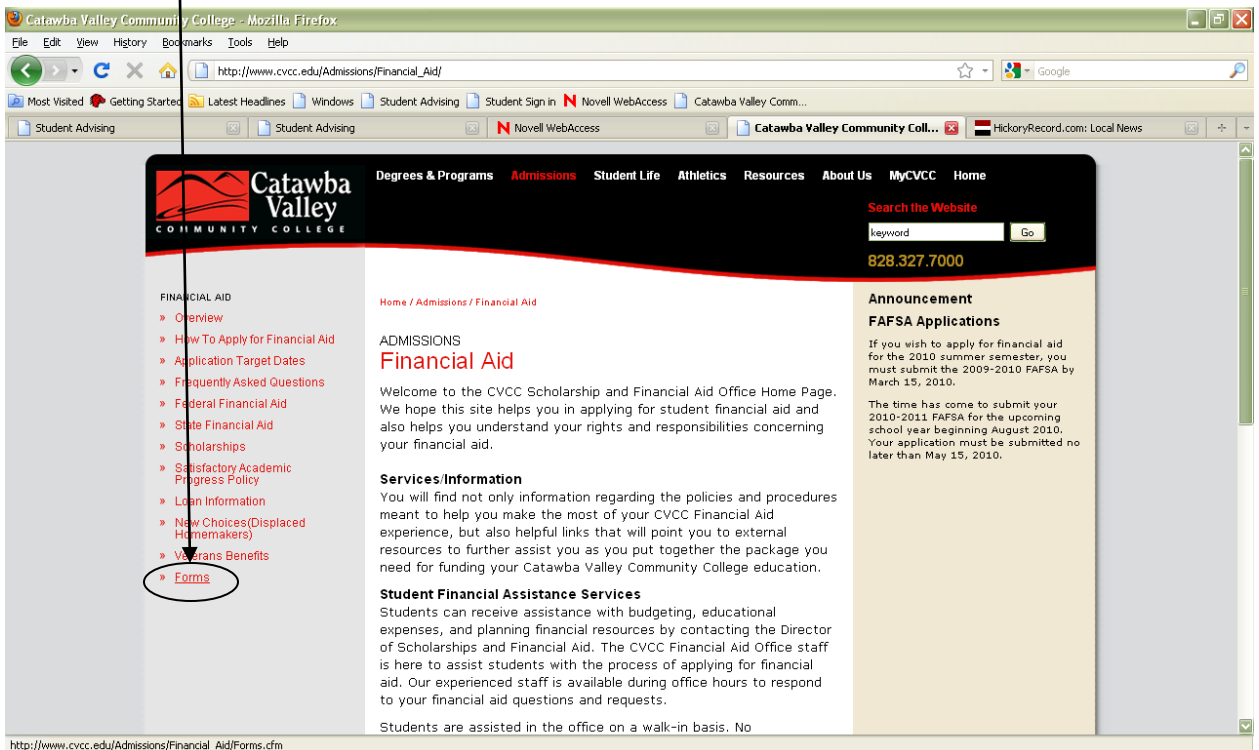 Catawba Valley Community College - Mozilla Firefox
File Edit View History Bookmarks Tools Help
http://www.cvcc.edu/Admissions/Financial_Aid/
Google
Most Visited Getting Started Latest Headlines Windows Student Advising Student Sign in Novell WebAccess Catawba Valley Comm...
Student Advising Student Advising Novell WebAccess Catawba Valley Community Coll... HickoryRecord.com: Local News
Catawba
Valley
COMMUNITY COLLEGE
Degrees & Programs Admissions Student Life Athletics Resources About Us MyCVCC Home
Search the Website
keyword Go
828.327.7000
FINANCIAL AID
» Overview
» How To Apply for Financial Aid
» Application Target Dates
» Frequently Asked Questions
» Federal Financial Aid
» State Financial Aid
» Scholarships
» Satisfactory Academic
Progress Policy
» Loan Information
» New Choices(Displaced
Homemakers)
» Veterans Benefits
» Forms
Home / Admissions / Financial Aid
ADMISSIONS
Financial Aid
Welcome to the CVCC Scholarship and Financial Aid Office Home Page.
We hope this site helps you in applying for student financial aid and
also helps you understand your rights and responsibilities concerning
your financial aid.
Services/Information
You will find not only information regarding the policies and procedures
meant to help you make the most of your CVCC Financial Aid
experience, but also helpful links that will point you to external
resources to further assist you as you put together the package you
need for funding your Catawba Valley Community College education.
Student Financial Assistance Services
Students can receive assistance with budgeting, educational
expenses, and planning financial resources by contacting the Director
of Scholarships and Financial Aid. The CVCC Financial Aid Office staff
is here to assist students with the process of applying for financial
aid. Our experienced staff is available during office hours to respond
to your financial aid questions and requests.
Students are assisted in the office on a walk-in basis. No
Announcement
FAFSA Applications
If you wish to apply for financial aid
for the 2010 summer semester, you
must submit the 2009-2010 FAFSA by
March 15, 2010.
The time has come to submit your
2010-2011 FAFSA for the upcoming
school year beginning August 2010.
Your application must be submitted no
later than May 15, 2010.
http://www.cvcc.edu/Admissions/Financial_Aid/Forms.cfm